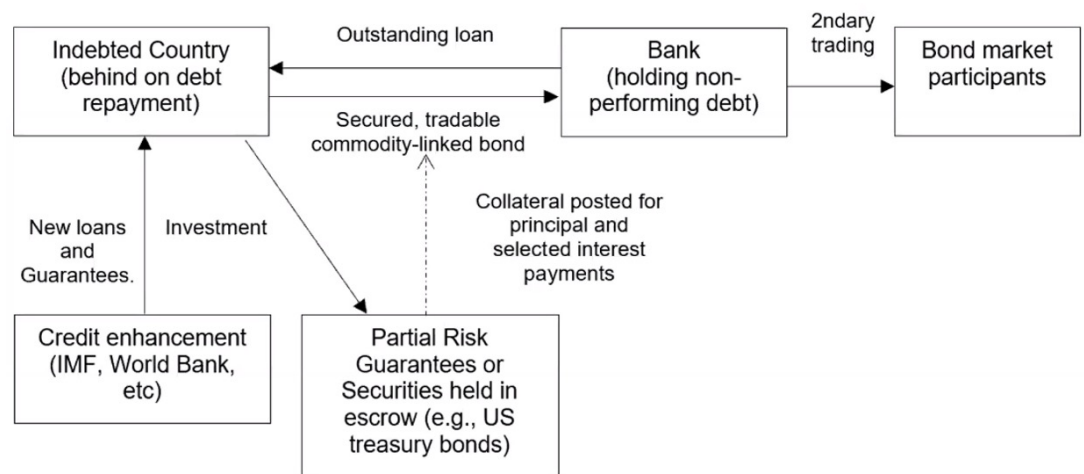 Indebted Country
(behind on debt
repayment)
Outstanding loan
Bank
(holding non-
performing debt)
2ndary
trading
Bond market
participants
Secured, tradable
commodity-linked bond
New loans
and
Guarantees.
Investment
Collateral posted for
principal and
selected interest
payments
Credit enhancement
(IMF, World Bank,
etc)
Partial Risk
Guarantees or
Securities held in
escrow (e.g., US
treasury bonds)